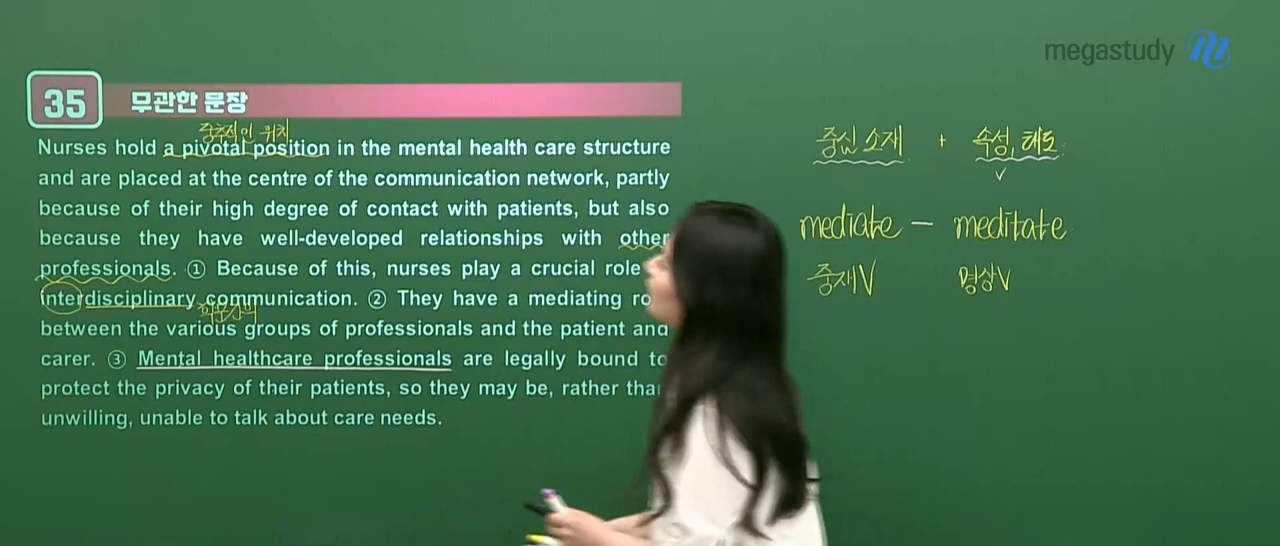 megastudy
35 무관한 문장
중추적인 위치
Nurses hold a pivotal position in the mental health care structure
and are placed at the centre of the communication network, partly
because of their high degree of contact with patients, but also
because they have well-developed relationships with other
professionals. ① Because of this, nurses play a crucial role
interdisciplinary communication. ② They have a mediating
학문간의
between the various groups of professionals and the patient and
carer. ③ Mental healthcare professionals are legally bound to
protect the privacy of their patients, so they may be, rather than
unwilling, unable to talk about care needs.
중심 소재 + 속성, 태도
v
mediate - meditate
중재V 명상V